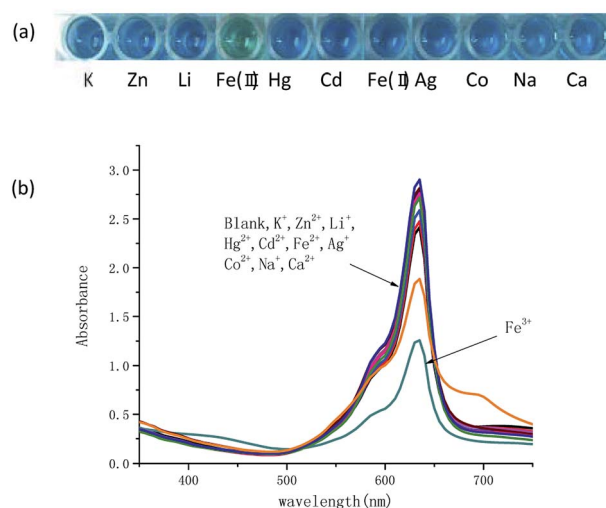 (a)
K Zn Li Fe(Ⅲ) Hg Cd Fe(Ⅱ) Ag Co Na Ca
(b)
3.0
2.5
2.0
1.5
1.0
0.5
0.0
Absorbance
Blank, K⁺, Zn²⁺, Li⁺,
Hg²⁺, Cd²⁺, Fe²⁺, Ag⁺
Co²⁺, Na⁺, Ca²⁺
Fe³⁺
400 500 600 700
wavelength(nm)